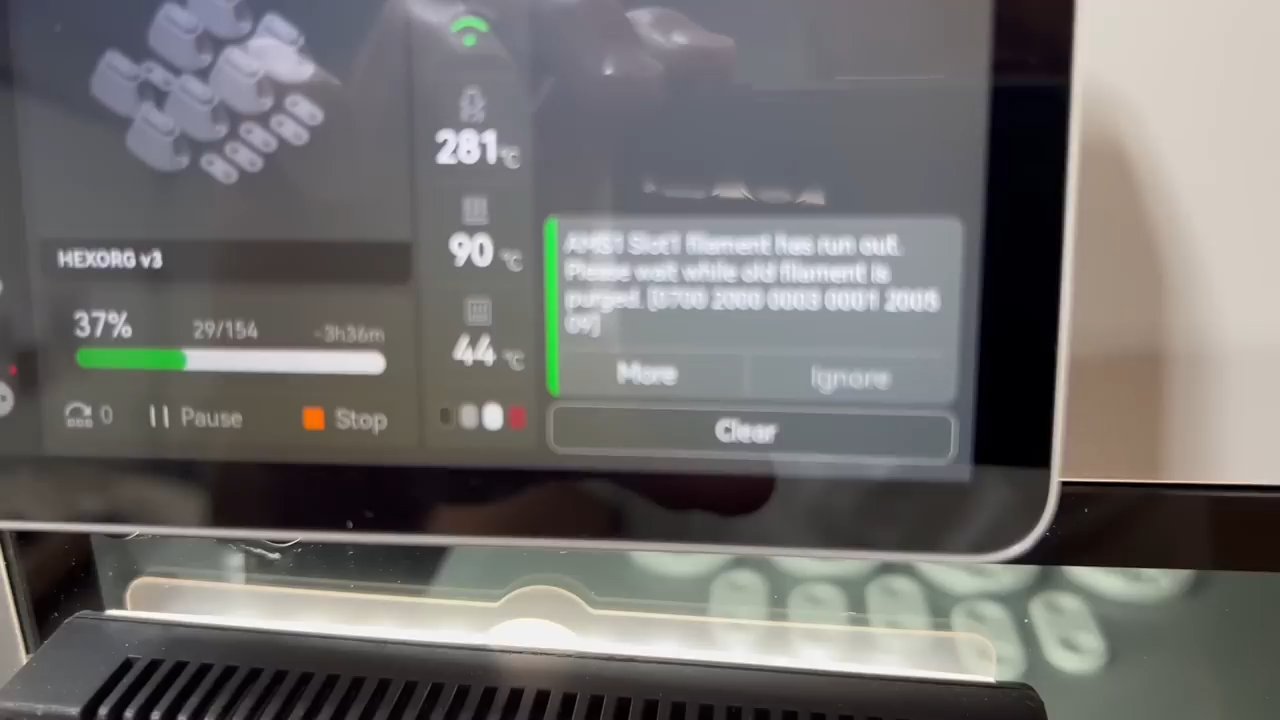 281°C
90 °C
44 °C
HEXORG v3
37% 29/154 -3h36m
0 Pause Stop
AMS1 Slot1 filament has run out.
Please wait while old filament is
purged. [0700 2000 0003 0001 2005
09]
More Ignore
Clear